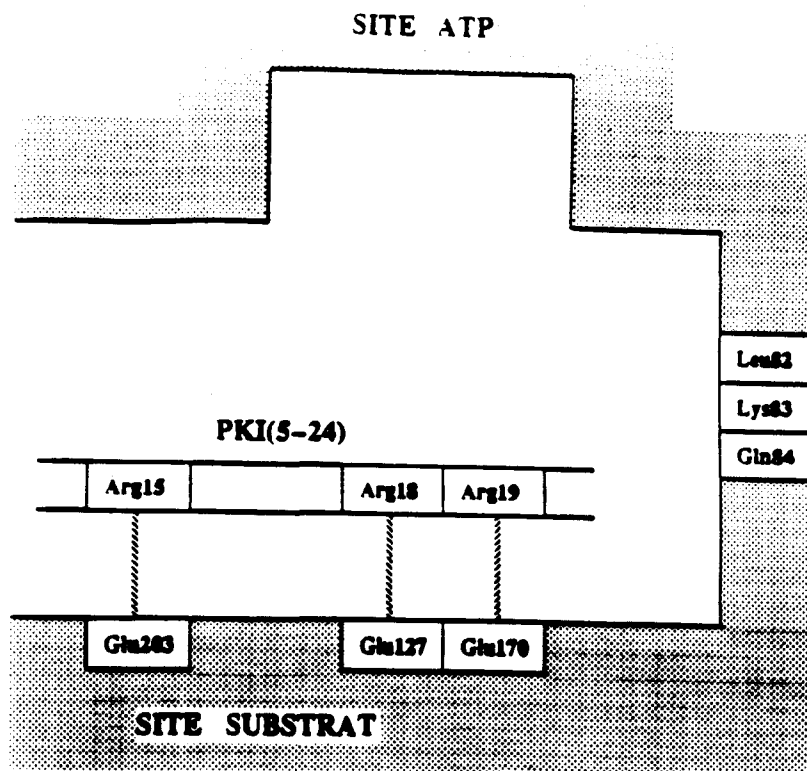 SITE ATP
Leu82
Lys83
Gln84
PKI(5-24)
Arg15
Arg18
Arg19
Glu203
Glu127
Glu170
SITE SUBSTRAT